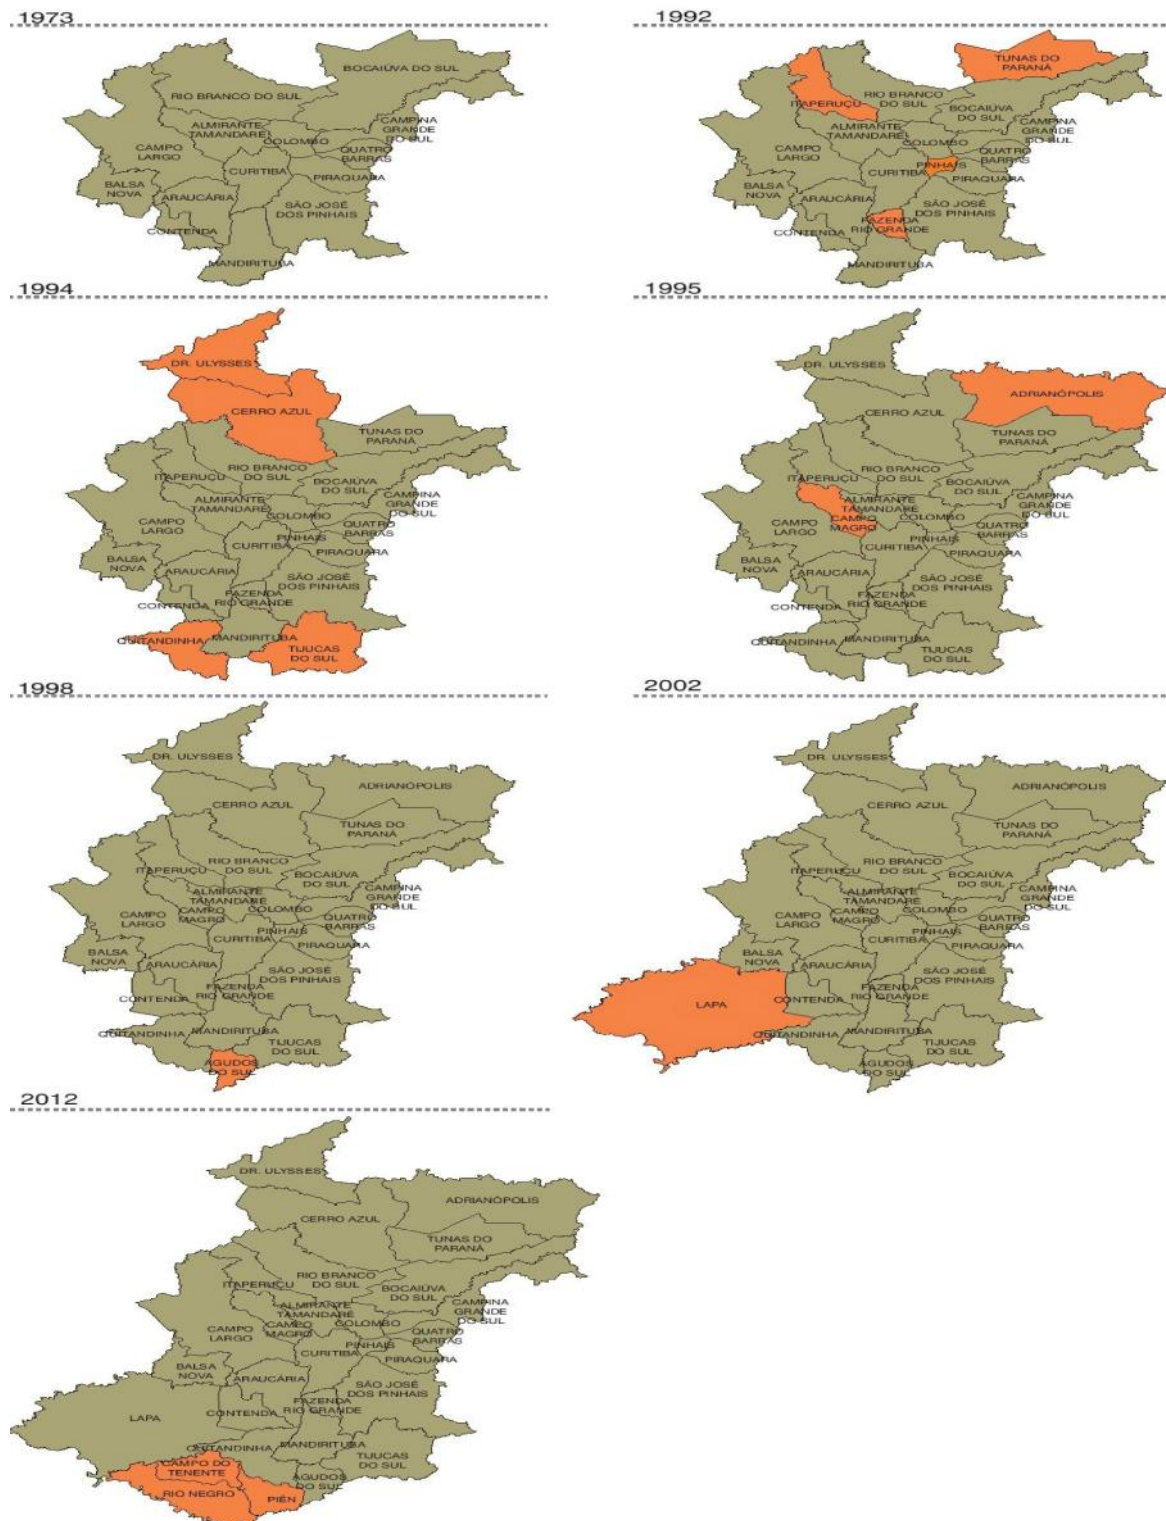 1973
BOCAIÚVA DO SUL
RIO BRANCO DO SUL
ALMIRANTE
TAMANDARÉ
COLOMBO
CAMPINA
GRANDE
DO SUL
QUATRO
BARRAS
CAMPO
LARGO
CURITIBA
PIRAQUARA
BALSA
NOVA
ARAUCÁRIA
SÃO JOSÉ
DOS PINHAIS
CONTENDA
MANDIRITUBA
1992
TUNAS DO
PARANÁ
ITAPERUÇÚ
RIO BRANCO
DO SUL
BOCAIÚVA
DO SUL
CAMPINA
GRANDE
DO SUL
ALMIRANTE
TAMANDARÉ
COLOMBO
QUATRO
BARRAS
CAMPO
LARGO
CURITIBA
PINHAIS
PIRAQUARA
BALSA
NOVA
ARAUCÁRIA
SÃO JOSÉ
DOS PINHAIS
FAZENDA
RIO GRANDE
CONTENDA
MANDIRITUBA
1994
DR. ULYSSES
CERRO AZUL
TUNAS DO
PARANÁ
ITAPERUÇU
RIO BRANCO
DO SUL
BOCAIÚVA
DO SUL
CAMPINA
GRANDE
DO SUL
ALMIRANTE
TAMANDARÉ
COLOMBO
QUATRO
BARRAS
CAMPO
LARGO
CURITIBA
PINHAIS
PIRAQUARA
BALSA
NOVA
ARAUCÁRIA
SÃO JOSÉ
DOS PINHAIS
FAZENDA
RIO GRANDE
CONTENDA
QUITANDINHA
MANDIRITUBA
TIJUCAS
DO SUL
1995
DR. ULYSSES
CERRO AZUL
ADRIANÓPOLIS
TUNAS DO
PARANÁ
ITAPERUÇU
RIO BRANCO
DO SUL
BOCAIÚVA
DO SUL
CAMPINA
GRANDE
DO SUL
ALMIRANTE
TAMANDARÉ
CAMPO
MAGRO
COLOMBO
QUATRO
BARRAS
CAMPO
LARGO
CURITIBA
PINHAIS
PIRAQUARA
BALSA
NOVA
ARAUCÁRIA
SÃO JOSÉ
DOS PINHAIS
FAZENDA
RIO GRANDE
CONTENDA
QUITANDINHA
MANDIRITUBA
TIJUCAS
DO SUL
1998
DR. ULYSSES
CERRO AZUL
ADRIANÓPOLIS
TUNAS DO
PARANÁ
ITAPERUÇU
RIO BRANCO
DO SUL
BOCAIÚVA
DO SUL
CAMPINA
GRANDE
DO SUL
ALMIRANTE
TAMANDARÉ
CAMPO
MAGRO
COLOMBO
QUATRO
BARRAS
CAMPO
LARGO
CURITIBA
PINHAIS
PIRAQUARA
BALSA
NOVA
ARAUCÁRIA
SÃO JOSÉ
DOS PINHAIS
FAZENDA
RIO GRANDE
CONTENDA
QUITANDINHA
MANDIRITUBA
TIJUCAS
DO SUL
AGUDOS
DO SUL
2002
DR. ULYSSES
CERRO AZUL
ADRIANÓPOLIS
TUNAS DO
PARANÁ
ITAPERUÇU
RIO BRANCO
DO SUL
BOCAIÚVA
DO SUL
CAMPINA
GRANDE
DO SUL
ALMIRANTE
TAMANDARÉ
CAMPO
MAGRO
COLOMBO
QUATRO
BARRAS
CAMPO
LARGO
CURITIBA
PINHAIS
PIRAQUARA
BALSA
NOVA
ARAUCÁRIA
SÃO JOSÉ
DOS PINHAIS
FAZENDA
RIO GRANDE
LAPA
CONTENDA
QUITANDINHA
MANDIRITUBA
TIJUCAS
DO SUL
AGUDOS
DO SUL
2012
DR. ULYSSES
CERRO AZUL
ADRIANÓPOLIS
TUNAS DO
PARANÁ
ITAPERUÇU
RIO BRANCO
DO SUL
BOCAIÚVA
DO SUL
CAMPINA
GRANDE
DO SUL
ALMIRANTE
TAMANDARÉ
CAMPO
MAGRO
COLOMBO
QUATRO
BARRAS
CAMPO
LARGO
CURITIBA
PINHAIS
PIRAQUARA
BALSA
NOVA
ARAUCÁRIA
SÃO JOSÉ
DOS PINHAIS
FAZENDA
RIO GRANDE
LAPA
CONTENDA
QUITANDINHA
MANDIRITUBA
TIJUCAS
DO SUL
CAMPO DO
TENENTE
AGUDOS
DO SUL
RIO NEGRO
PIÊN